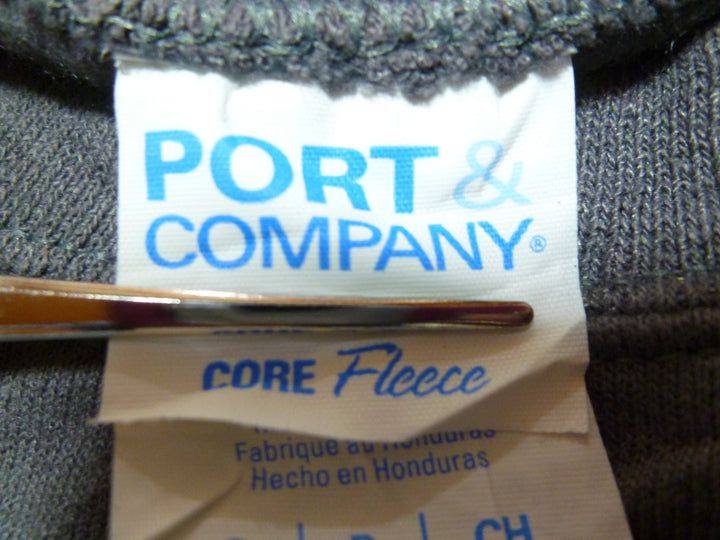 PORT &
COMPANY®
CORE Fleece
Fabrique au Honduras
Hecho en Honduras
CH